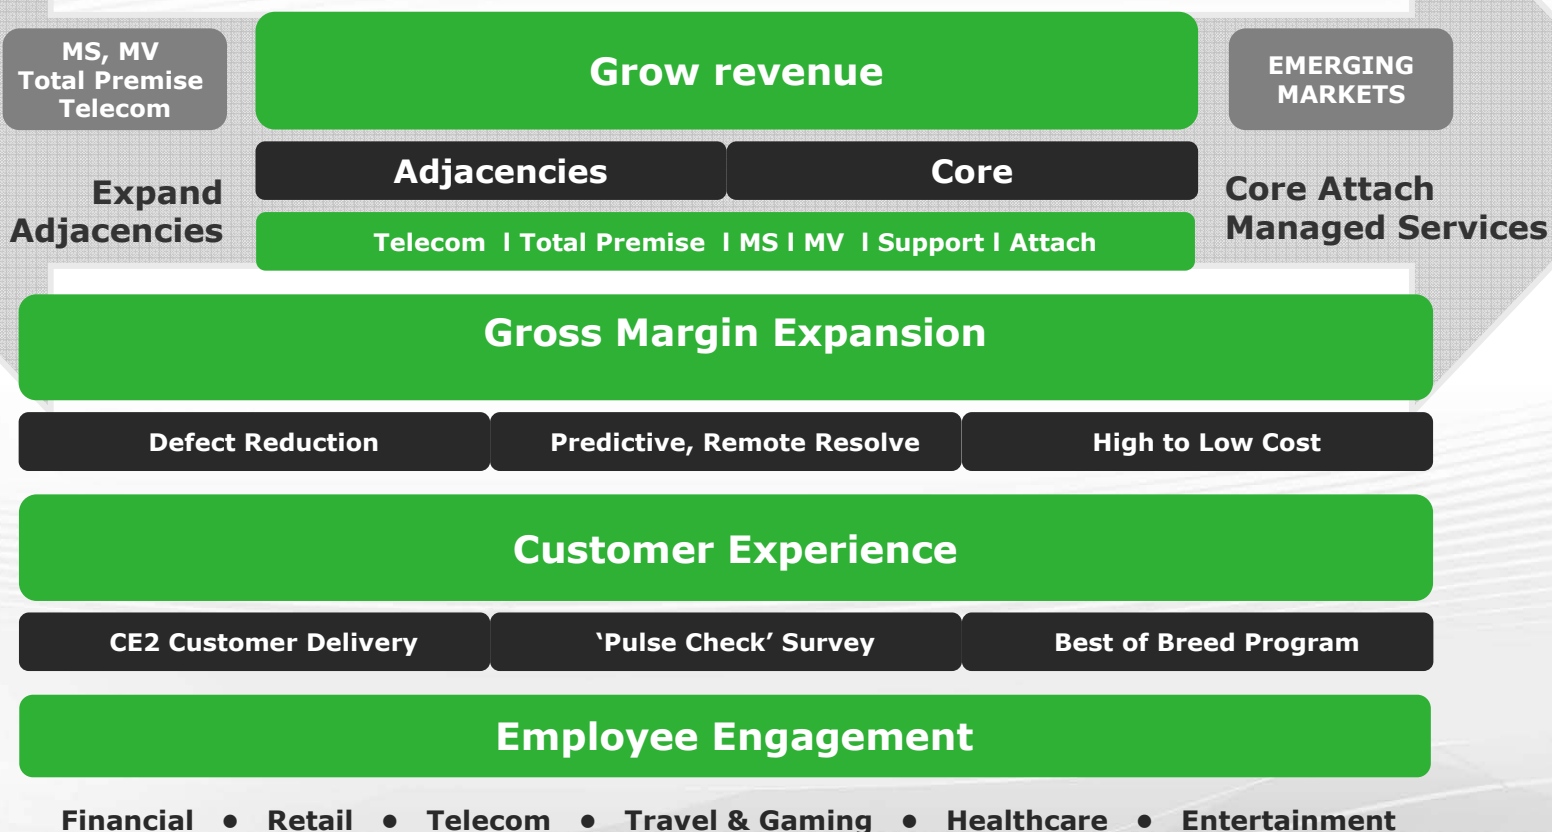 MS, MV
Total Premise
Telecom
Grow revenue
EMERGING
MARKETS
Adjacencies
Core
Expand
Adjacencies
Core Attach
Managed Services
Telecom l Total Premise l MS l MV l Support l Attach
Gross Margin Expansion
Defect Reduction
Predictive, Remote Resolve
High to Low Cost
Customer Experience
CE2 Customer Delivery
‘Pulse Check’ Survey
Best of Breed Program
Employee Engagement
Financial ● Retail ● Telecom ● Travel & Gaming ● Healthcare ● Entertainment